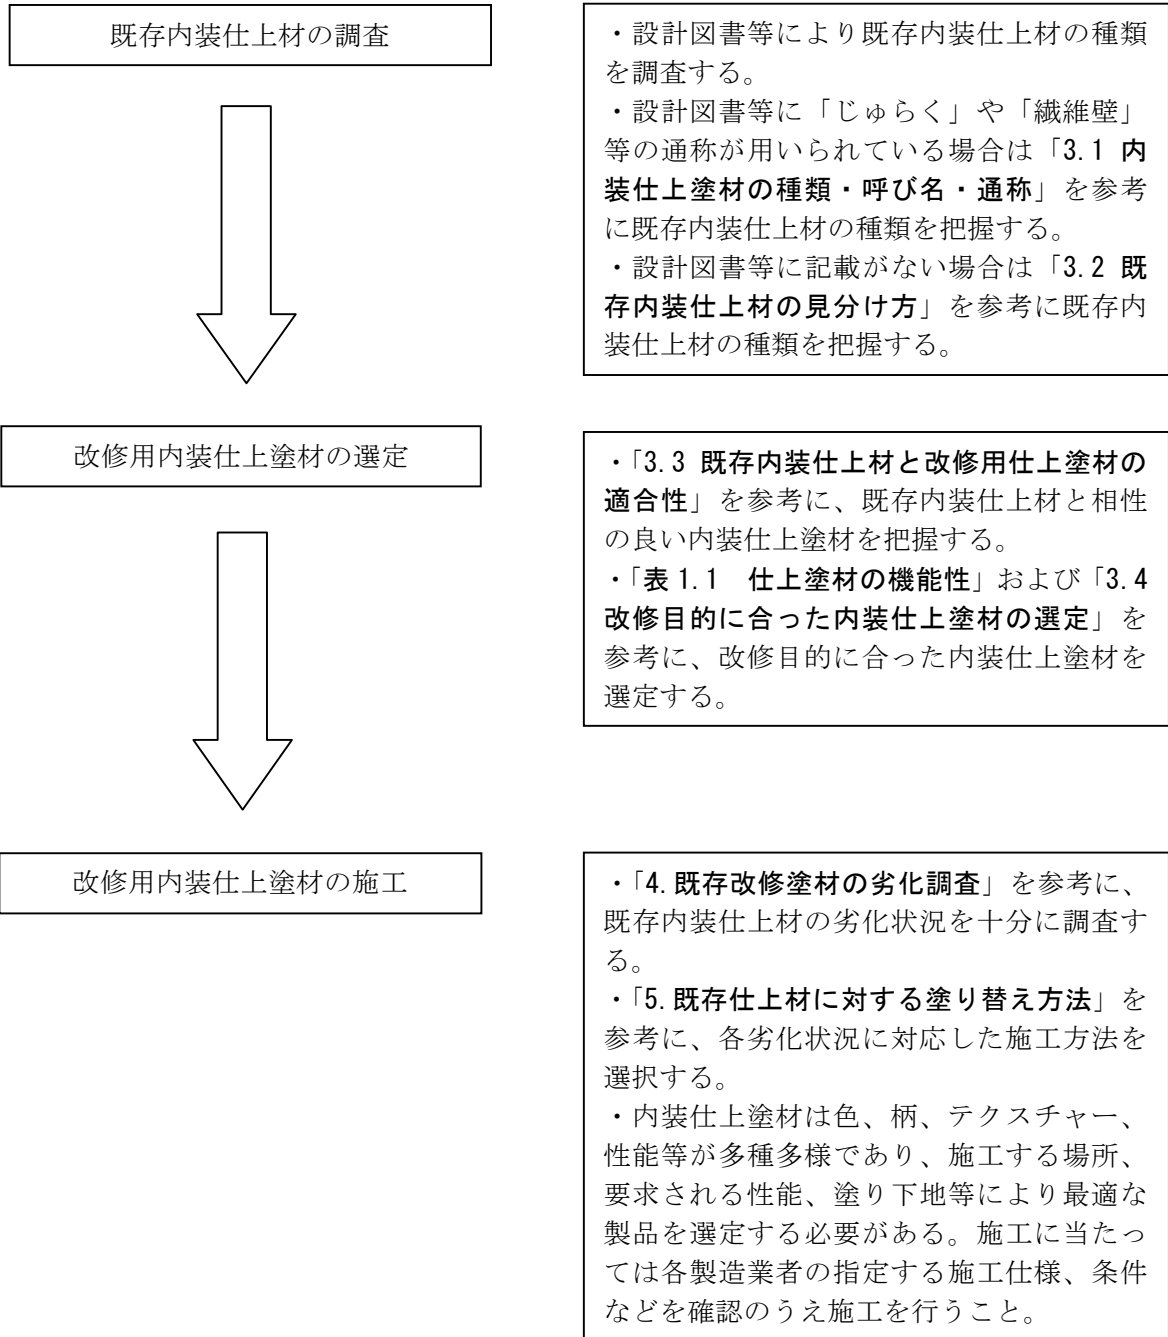 既存内装仕上材の調査
・設計図書等により既存内装仕上材の種類
を調査する。
・設計図書等に「じゅらく」や「繊維壁」
等の通称が用いられている場合は「3.1 内
装仕上塗材の種類・呼び名・通称」を参考
に既存内装仕上材の種類を把握する。
・設計図書等に記載がない場合は「3.2 既
存内装仕上材の見分け方」を参考に既存内
装仕上材の種類を把握する。
改修用内装仕上塗材の選定
・「3.3 既存内装仕上材と改修用仕上塗材の
適合性」を参考に、既存内装仕上材と相性
の良い内装仕上塗材を把握する。
・「表 1.1　仕上塗材の機能性」および「3.4
改修目的に合った内装仕上塗材の選定」を
参考に、改修目的に合った内装仕上塗材を
選定する。
改修用内装仕上塗材の施工
・「4.既存改修塗材の劣化調査」を参考に、
既存内装仕上材の劣化状況を十分に調査す
る。
・「5.既存仕上材に対する塗り替え方法」を
参考に、各劣化状況に対応した施工方法を
選択する。
・内装仕上塗材は色、柄、テクスチャー、
性能等が多種多様であり、施工する場所、
要求される性能、塗り下地等により最適な
製品を選定する必要がある。施工に当たっ
ては各製造業者の指定する施工仕様、条件
などを確認のうえ施工を行うこと。